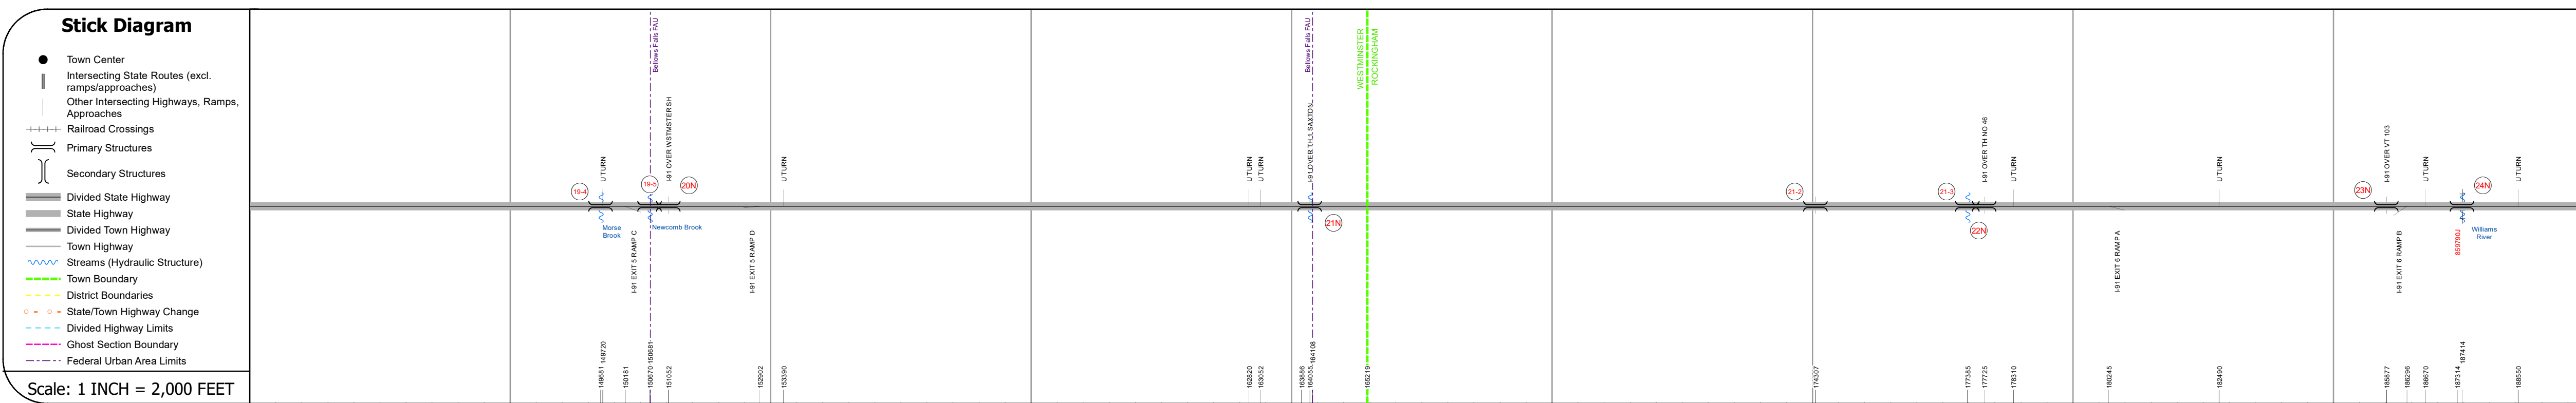 Stick Diagram
Town Center
Intersecting State Routes (excl.
ramps/approaches)
Other Intersecting Highways, Ramps,
Approaches
Railroad Crossings
Primary Structures
Secondary Structures
Divided State Highway
State Highway
Divided Town Highway
Town Highway
Streams (Hydraulic Structure)
Town Boundary
District Boundaries
State/Town Highway Change
Divided Highway Limits
Ghost Section Boundary
Federal Urban Area Limits
Scale: 1 INCH = 2,000 FEET
19-4
U TURN
Morse
Brook
I-91 EXIT 5 RAMP C
19-5
Bellows Falls FAU
I-91 OVER WSTMSTER SH
20N
Newcomb Brook
I-91 EXIT 5 RAMP D
U TURN
U TURN
U TURN
Bellows Falls FAU
I-91 OVER TH 1, SAXTON
21N
WESTMINSTER
ROCKINGHAM
21-2
21-3
I-91 OVER TH NO 46
22N
U TURN
I-91 EXIT 6 RAMP A
U TURN
23N
I-91 OVER VT 103
I-91 EXIT 6 RAMP B
U TURN
24N
859790J
Williams
River
U TURN
149681
149720
150181
150670
150681
151052
152902
153390
162820
163052
163886
164055
164108
165219
174307
177385
177725
178310
180245
182490
185877
186296
186670
187314
187414
188550